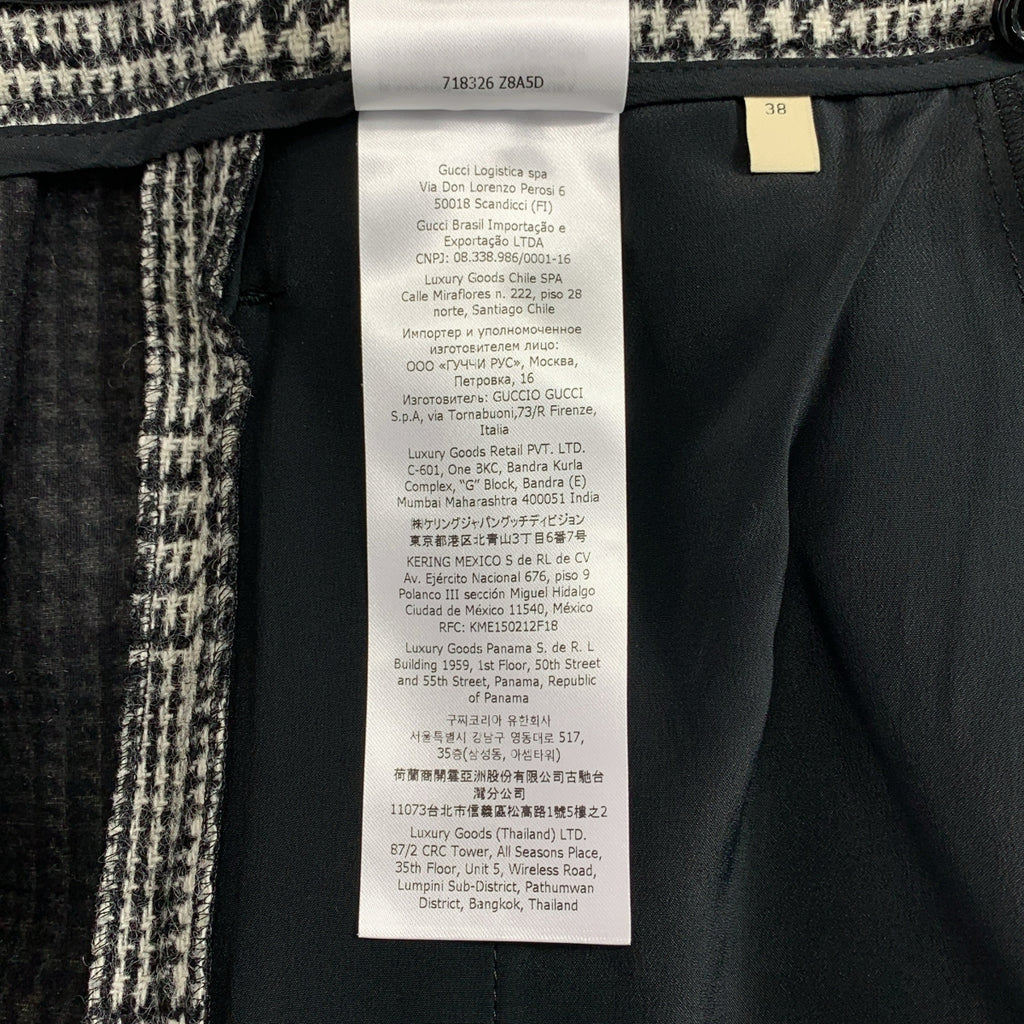 718326 Z8A5D
38
Gucci Logistica spa
Via Don Lorenzo Perosi 6
50018 Scandicci (FI)
Gucci Brasil Importação e
Exportação LTDA
CNPJ: 08.338.986/0001-16
Luxury Goods Chile SPA
Calle Miraflores n. 222, piso 28
norte, Santiago Chile
Импортер и уполномоченное
изготовителем лицо:
ООО «ГУЧЧИ РУС», Москва,
Петровка, 16
Изготовитель: GUCCIO GUCCI
S.p.A, via Tornabuoni,73/R Firenze,
Italia
Luxury Goods Retail PVT. LTD.
C-601, One BKC, Bandra Kurla
Complex, "G" Block, Bandra (E)
Mumbai Maharashtra 400051 India
㈱ケリングジャパングッチディビジョン
東京都港区北青山3丁目6番7号
KERING MEXICO S de RL de CV
Av. Ejército Nacional 676, piso 9
Polanco III sección Miguel Hidalgo
Ciudad de México 11540, México
RFC: KME150212F18
Luxury Goods Panama S. de R. L
Building 1959, 1st Floor, 50th Street
and 55th Street, Panama, Republic
of Panama
구찌코리아 유한회사
서울특별시 강남구 영동대로 517,
35층(삼성동, 아셈타워)
荷蘭商開雲亞洲股份有限公司古馳台
灣分公司
11073台北市信義區松高路1號5樓之2
Luxury Goods (Thailand) LTD.
87/2 CRC Tower, All Seasons Place,
35th Floor, Unit 5, Wireless Road,
Lumpini Sub-District, Pathumwan
District, Bangkok, Thailand